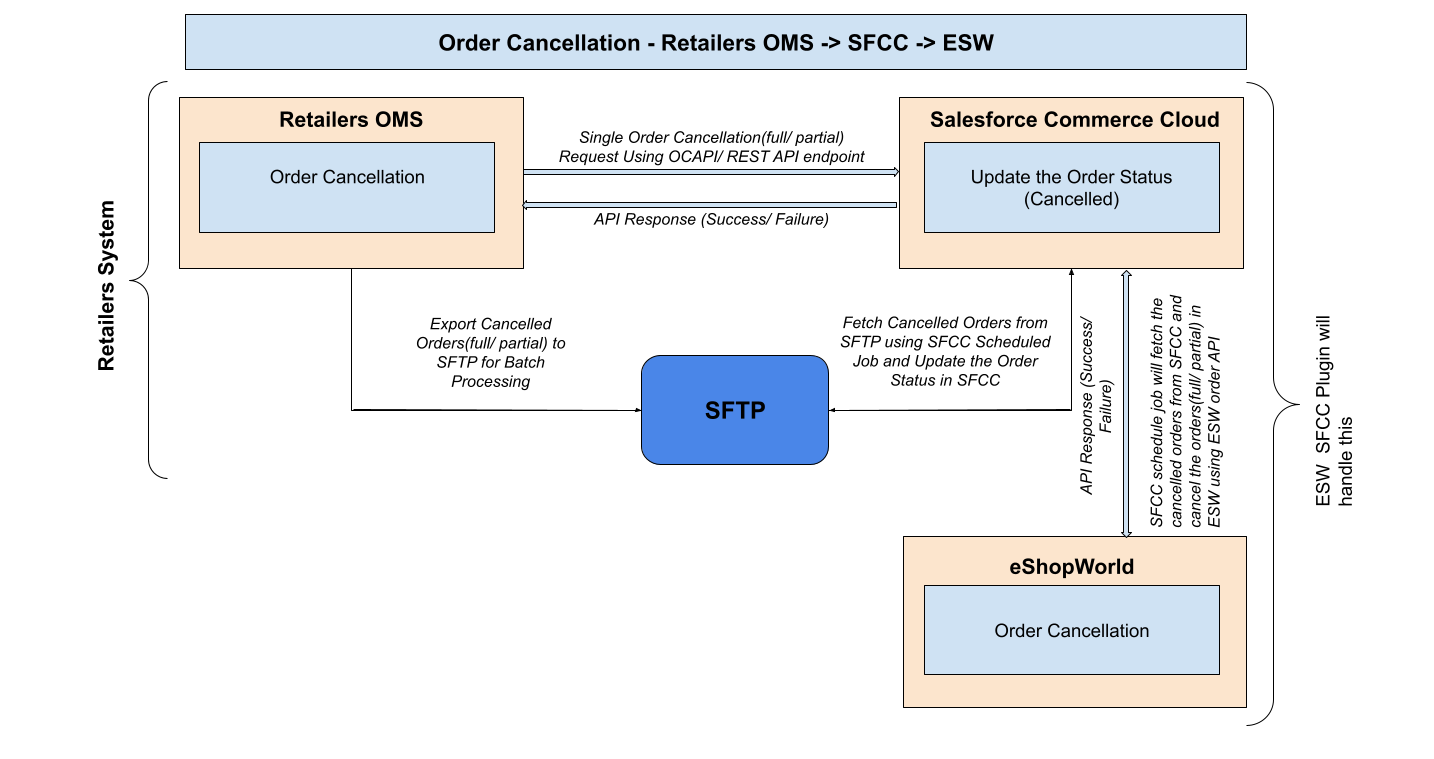 Order Cancellation - Retailers OMS -> SFCC -> ESW
Retailers System
Retailers OMS
Order Cancellation
Single Order Cancellation(full/ partial)
Request Using OCAPI/ REST API endpoint
API Response (Success/ Failure)
Salesforce Commerce Cloud
Update the Order Status
(Cancelled)
Export Cancelled
Orders(full/ partial) to
SFTP for Batch
Processing
SFTP
Fetch Cancelled Orders from
SFTP using SFCC Scheduled
Job and Update the Order
Status in SFCC
API Response (Success/
Failure)
SFCC schedule job will fetch the
cancelled orders from SFCC and
cancel the orders(full/ partial) in
ESW using ESW order API
ESW  SFCC Plugin will
handle this
eShopWorld
Order Cancellation